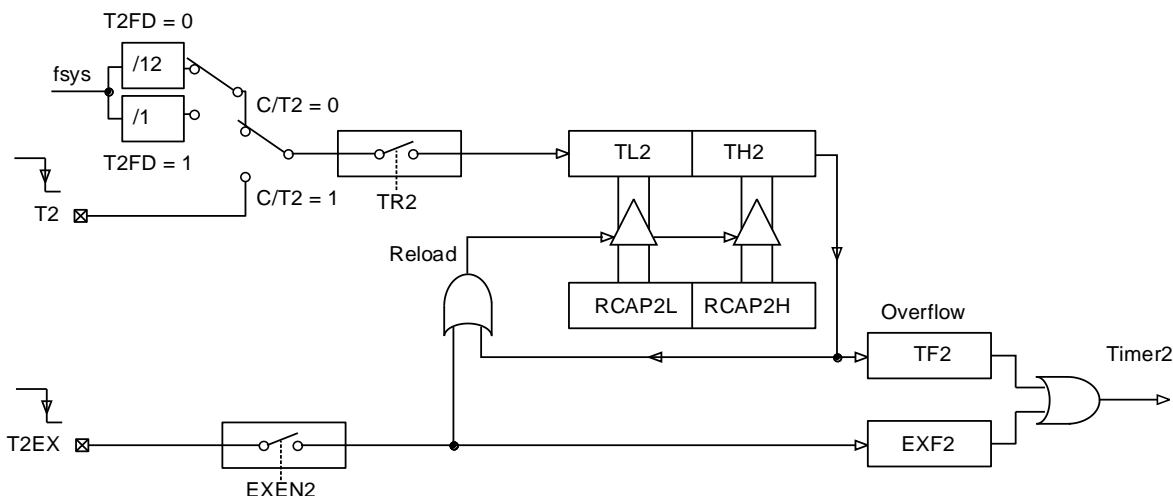 T2FD = 0
/12
fsys
C/T2 = 0
/1
T2FD = 1
TL2
TH2
T2
C/T2 = 1
TR2
Reload
RCAP2L
RCAP2H
Overflow
TF2
Timer2
T2EX
EXF2
EXEN2